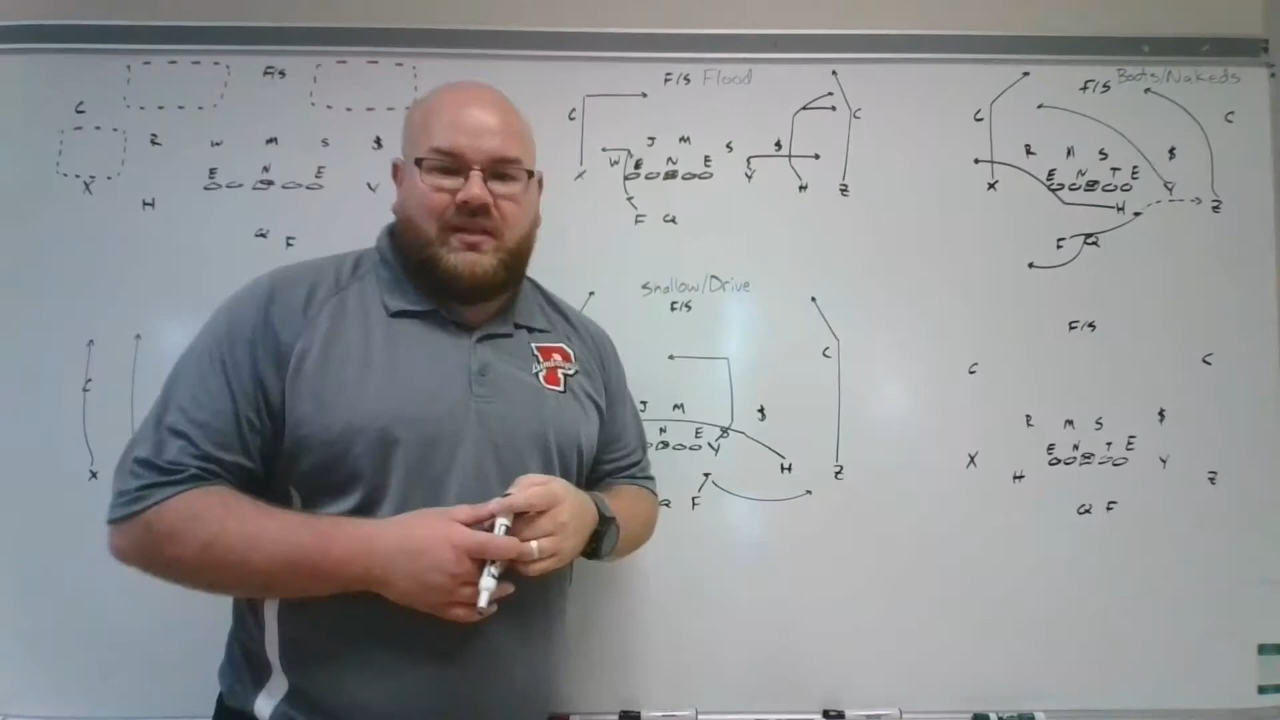 F/S
C
R W M S $
E N E
X Y
H
Q F
F/S Flood
C C
J M S $
W E N E
X Y H Z
F Q
F/S Boots/Nakeds
C C
R M S $
E N T E
X Y Z
H
F Q
C
X
Shallow/Drive
F/S
C
J M $
N E S
Y H Z
Q F
F/S
C C
R M S $
E N T E
X Y
H Z
Q F
P